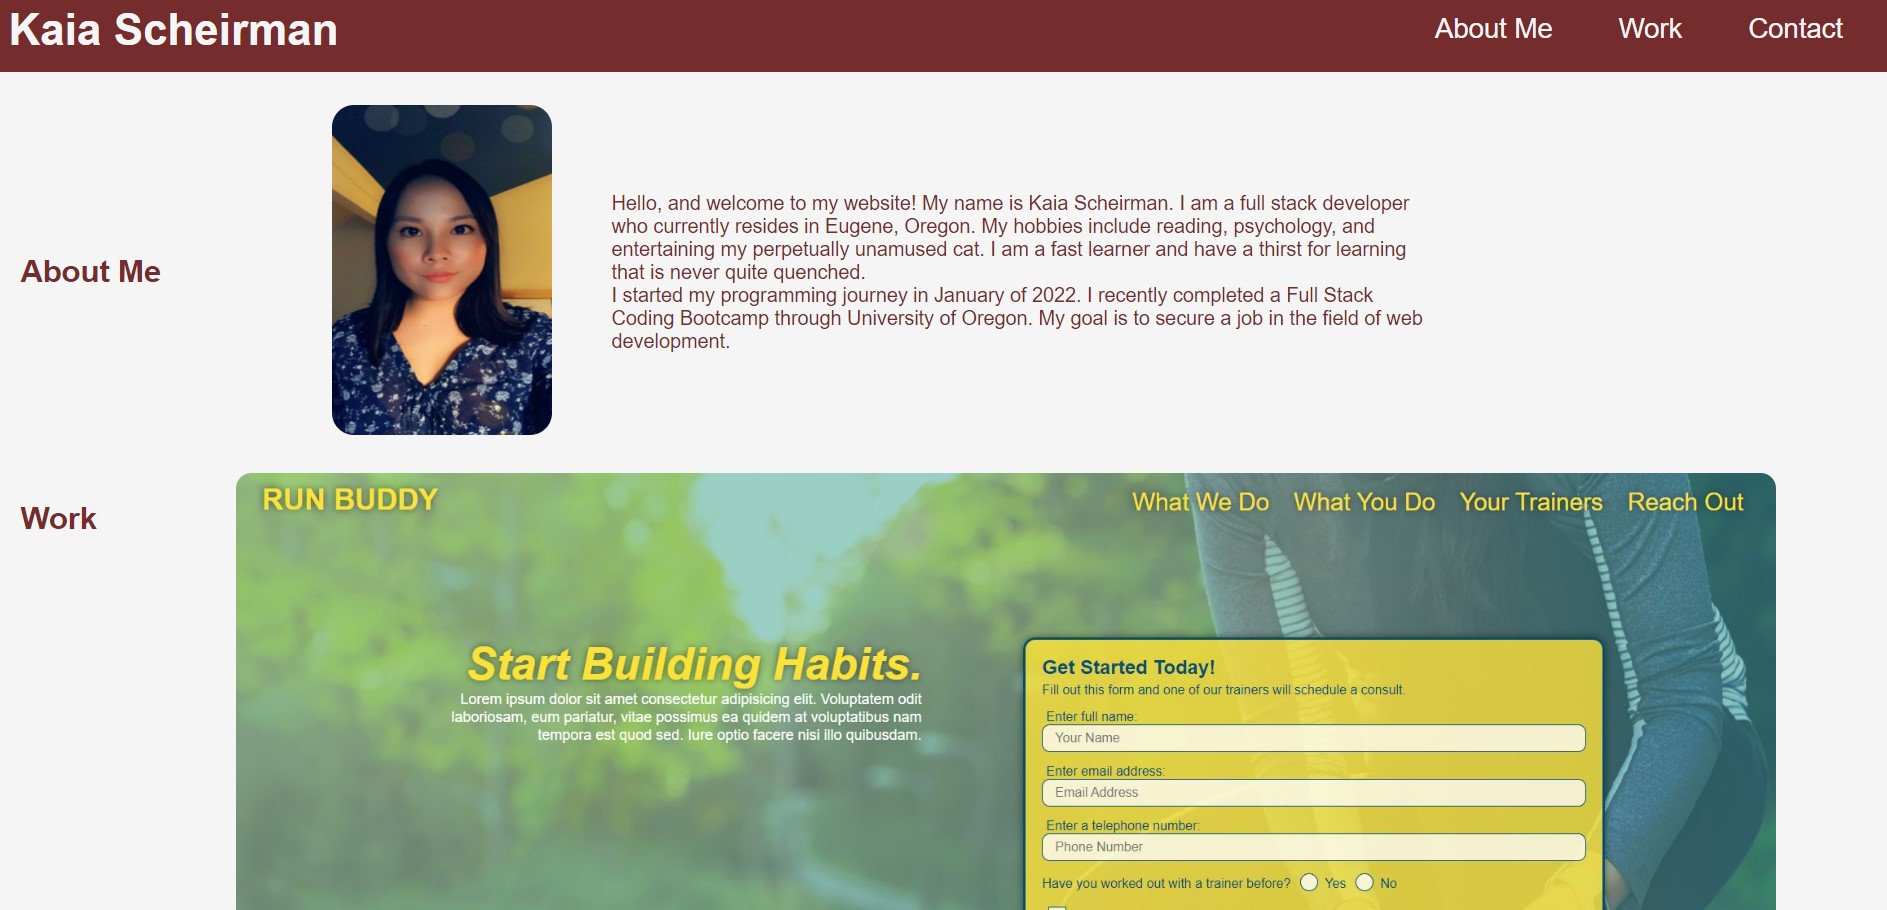 Kaia Scheirman
About Me
Work
Contact
About Me
Hello, and welcome to my website! My name is Kaia Scheirman. I am a full stack developer
who currently resides in Eugene, Oregon. My hobbies include reading, psychology, and
entertaining my perpetually unamused cat. I am a fast learner and have a thirst for learning
that is never quite quenched.
I started my programming journey in January of 2022. I recently completed a Full Stack
Coding Bootcamp through University of Oregon. My goal is to secure a job in the field of web
development.
Work
RUN BUDDY
What We Do
What You Do
Your Trainers
Reach Out
Start Building Habits.
Lorem ipsum dolor sit amet consectetur adipisicing elit. Voluptatem odit
laboriosam, eum pariatur, vitae possimus ea quidem at voluptatibus nam
tempora est quod sed. Iure optio facere nisi illo quibusdam.
Get Started Today!
Fill out this form and one of our trainers will schedule a consult.
Enter full name:
Your Name
Enter email address:
Email Address
Enter a telephone number:
Phone Number
Have you worked out with a trainer before? Yes No